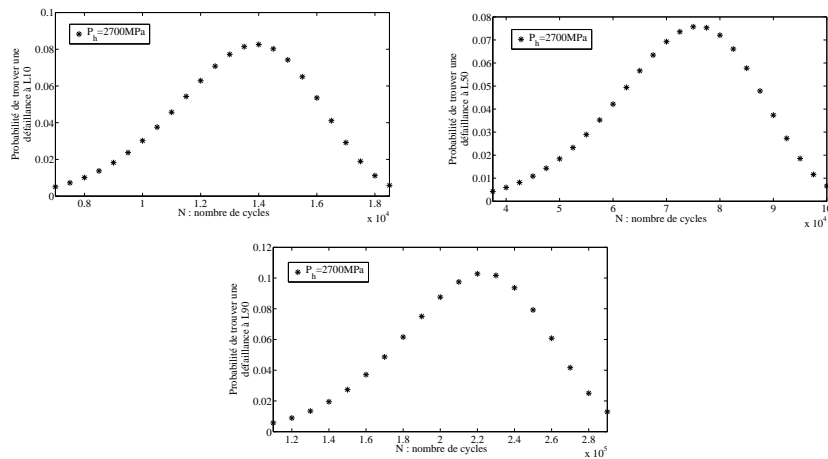 0.1
0.08
0.06
0.04
0.02
0
P_h=2700MPa
Probabilité de trouver une
défaillance à L10
0.8 1 1.2 1.4 1.6 1.8
x 10^4
N : nombre de cycles
0.08
0.07
0.06
0.05
0.04
0.03
0.02
0.01
0
P_h=2700MPa
Probabilité de trouver une
défaillance à L50
4 5 6 7 8 9 10
x 10^4
N : nombre de cycles
0.12
0.1
0.08
0.06
0.04
0.02
0
P_h=2700MPa
Probabilité de trouver une
défaillance à L90
1.2 1.4 1.6 1.8 2 2.2 2.4 2.6 2.8
x 10^5
N : nombre de cycles